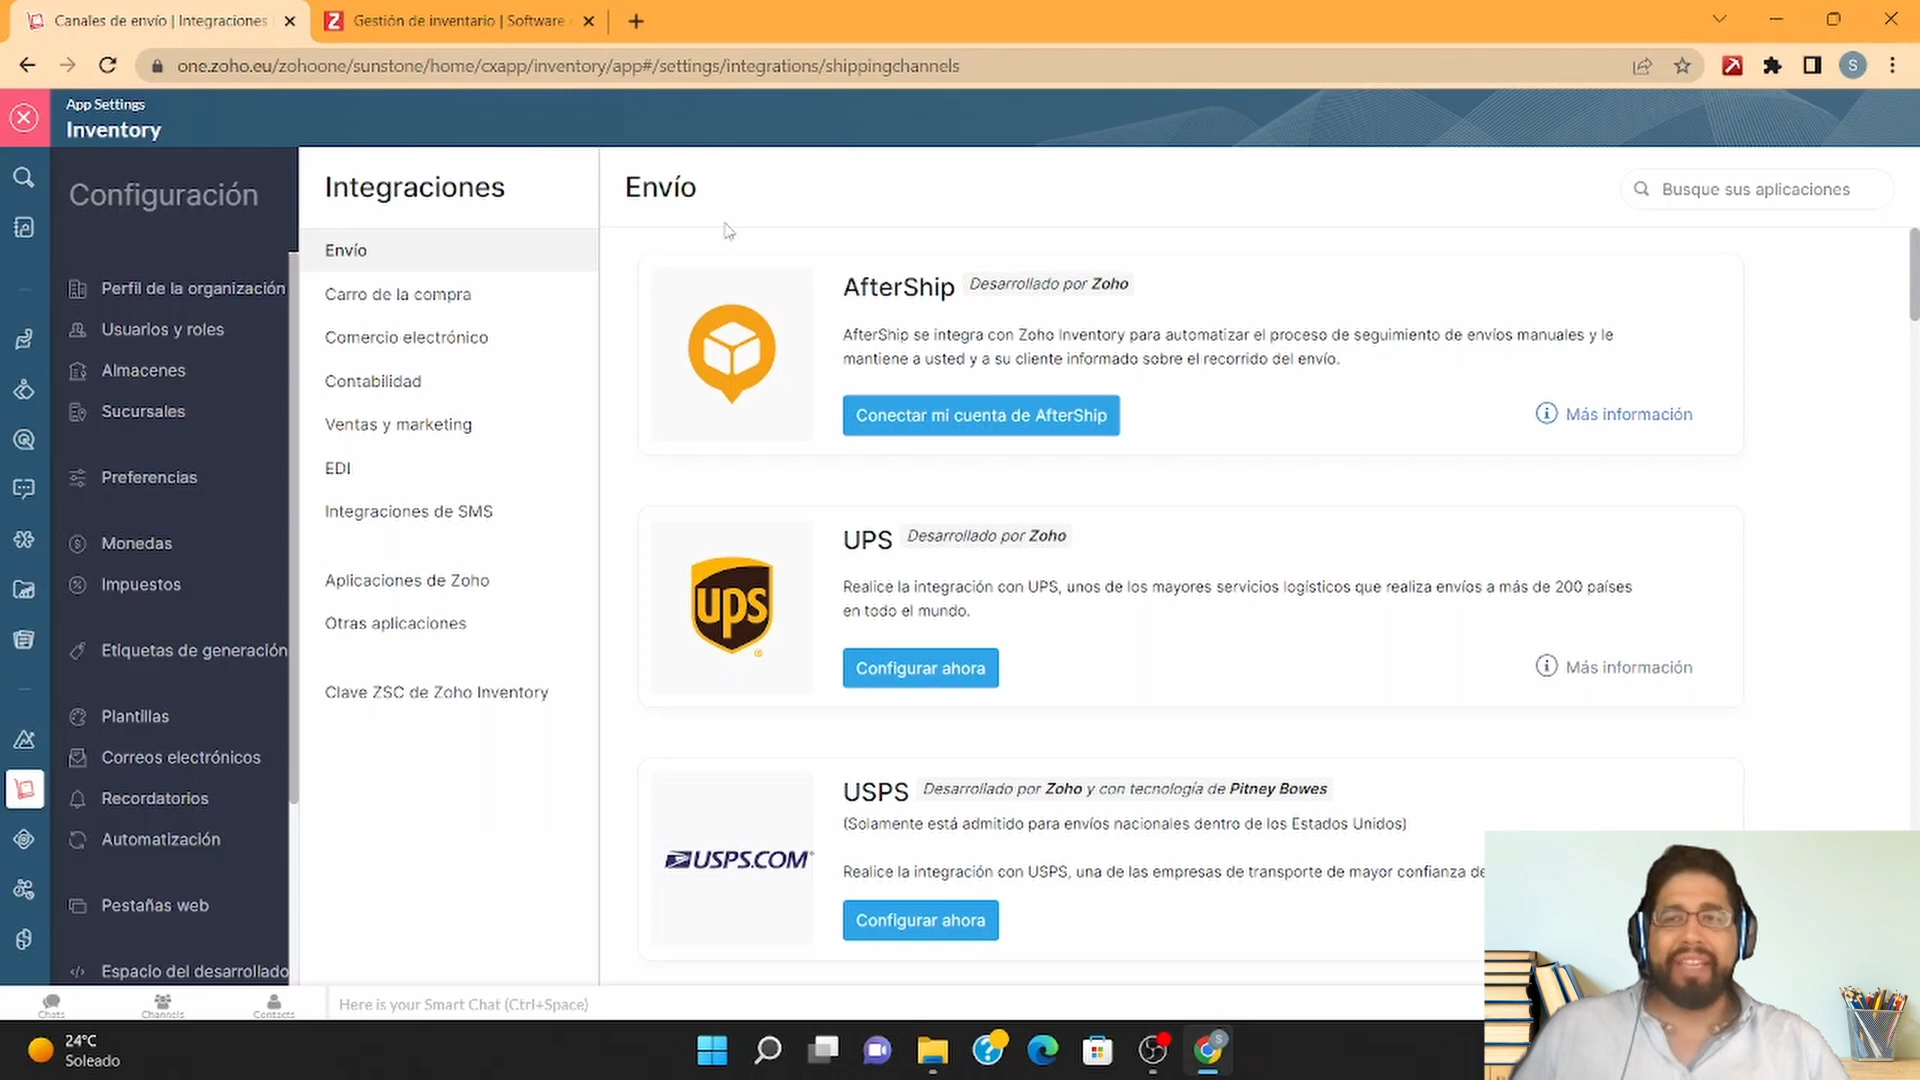 Canales de envío | Integraciones
Gestión de inventario | Software
one.zoho.eu/zohoone/sunstone/home/cxapp/inventory/app#/settings/integrations/shippingchannels
S
App Settings
Inventory
Configuración
Perfil de la organización
Usuarios y roles
Almacenes
Sucursales
Preferencias
Monedas
Impuestos
Etiquetas de generación
Plantillas
Correos electrónicos
Recordatorios
Automatización
Pestañas web
Espacio del desarrollado
Integraciones
Envío
Carro de la compra
Comercio electrónico
Contabilidad
Ventas y marketing
EDI
Integraciones de SMS
Aplicaciones de Zoho
Otras aplicaciones
Clave ZSC de Zoho Inventory
Envío
Busque sus aplicaciones
AfterShip Desarrollado por Zoho
AfterShip se integra con Zoho Inventory para automatizar el proceso de seguimiento de envíos manuales y le
mantiene a usted y a su cliente informado sobre el recorrido del envío.
Conectar mi cuenta de AfterShip
Más información
ups
UPS Desarrollado por Zoho
Realice la integración con UPS, unos de los mayores servicios logísticos que realiza envíos a más de 200 países
en todo el mundo.
Configurar ahora
Más información
USPS.COM®
USPS Desarrollado por Zoho y con tecnología de Pitney Bowes
(Solamente está admitido para envíos nacionales dentro de los Estados Unidos)
Realice la integración con USPS, una de las empresas de transporte de mayor confianza de
Configurar ahora
Chats
Channels
Contacts
Here is your Smart Chat (Ctrl+Space)
24°C
Soleado